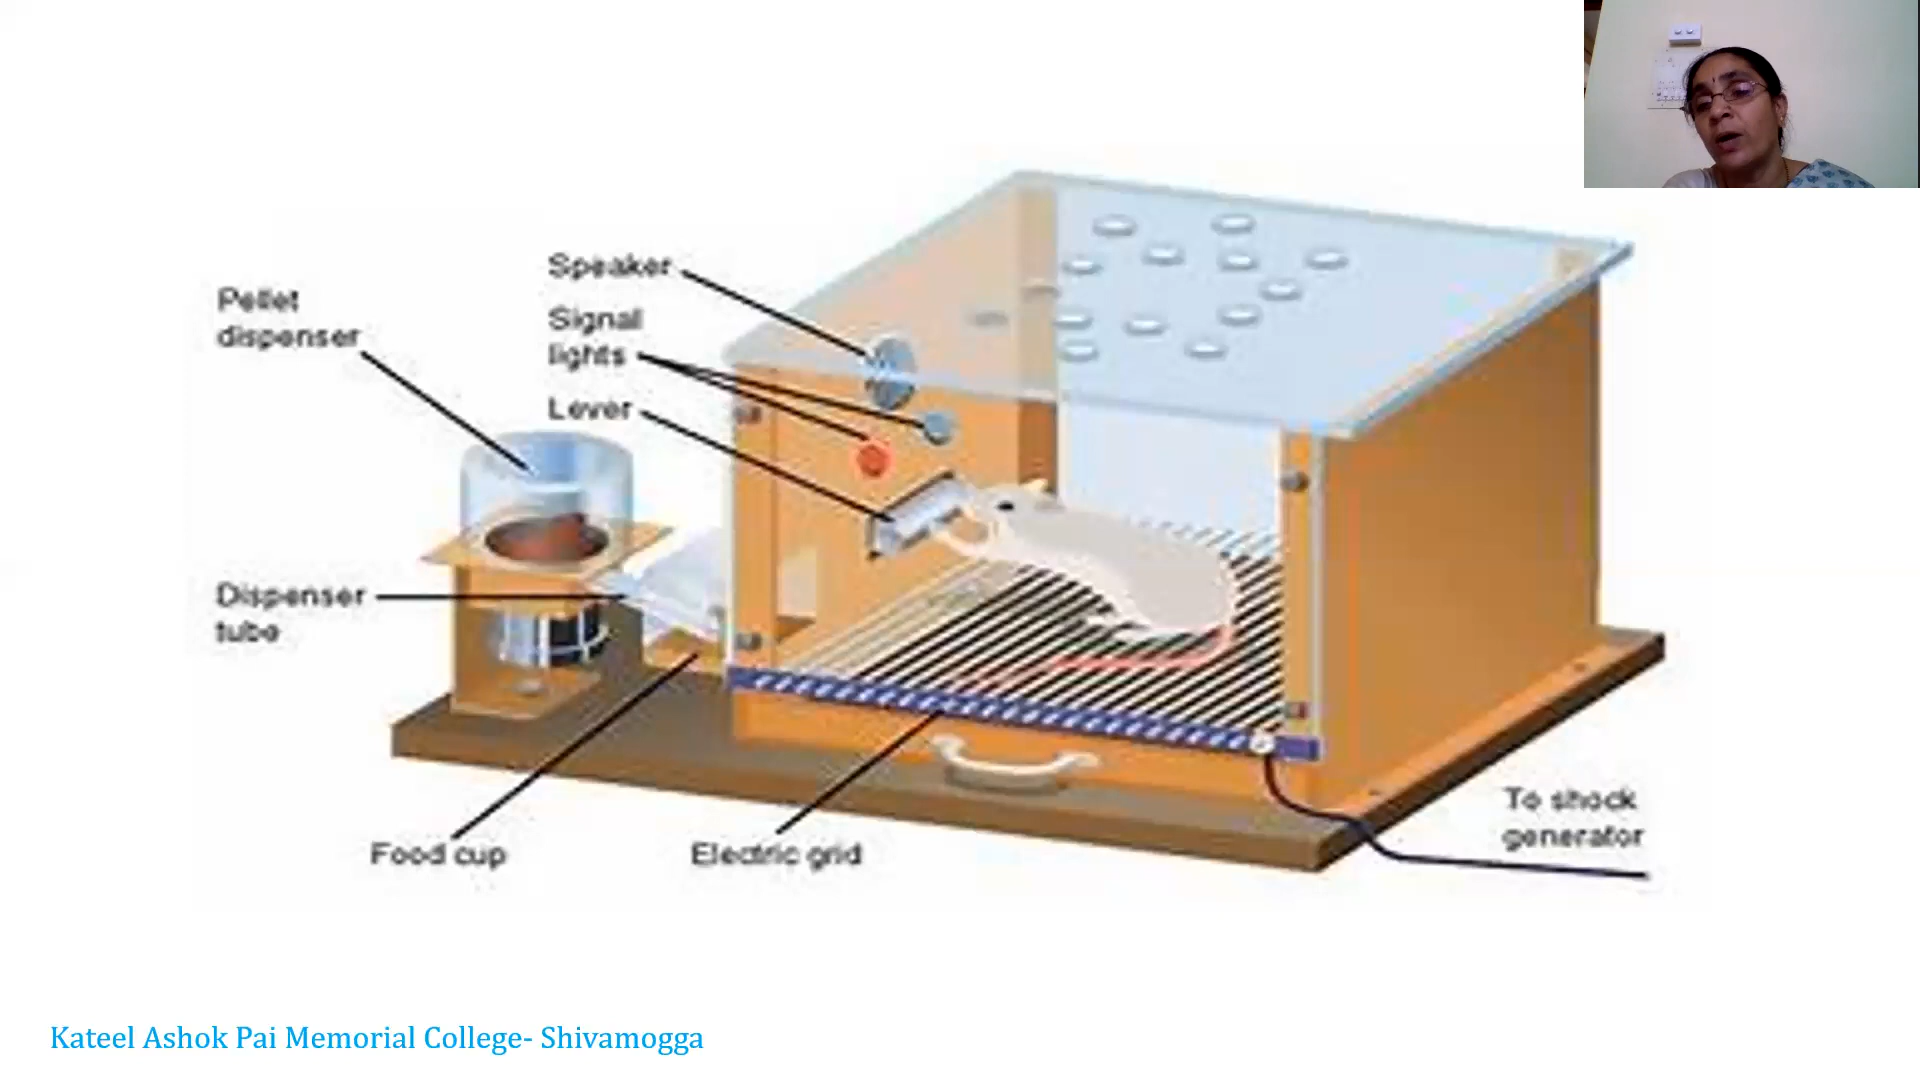 Speaker
Pellet
dispenser
Signal
lights
Lever
Dispenser
tube
To shock
generator
Food cup
Electric grid
Kateel Ashok Pai Memorial College- Shivamogga